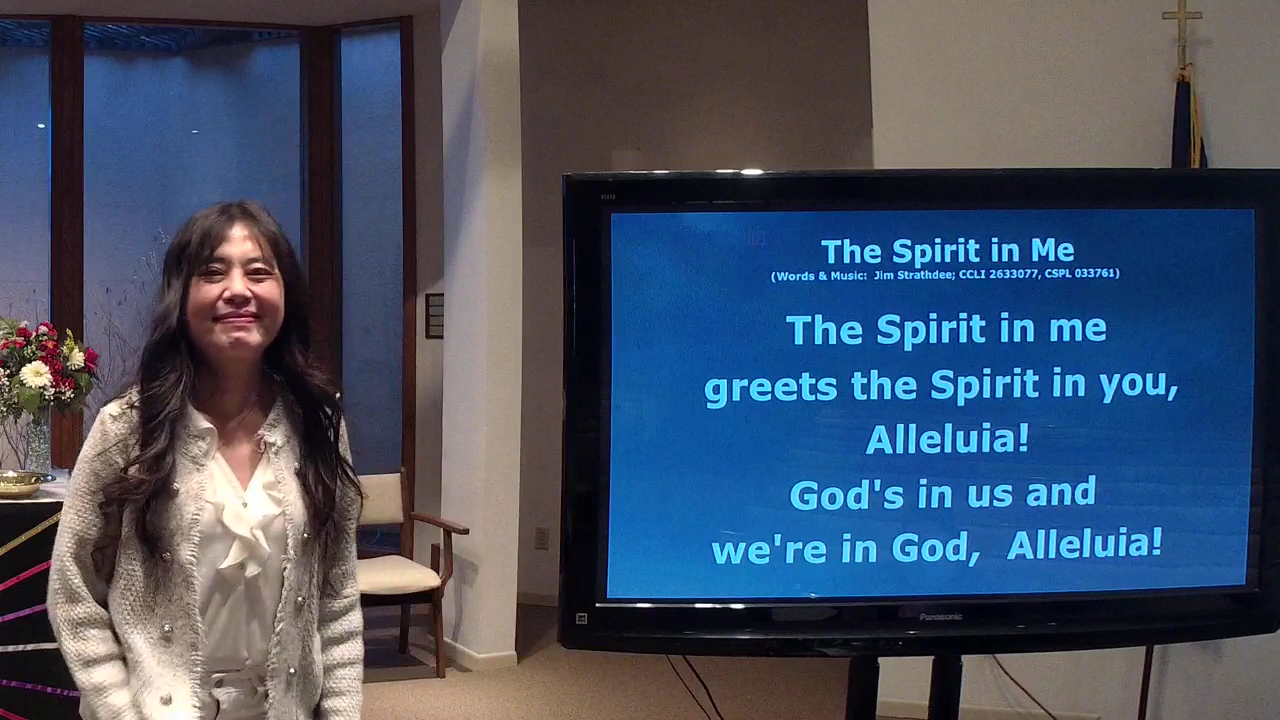 The Spirit in Me
(Words & Music:  Jim Strathdee; CCLI 2633077, CSPL 033761)
The Spirit in me
greets the Spirit in you,
Alleluia!
God's in us and
we're in God,  Alleluia!
Panasonic